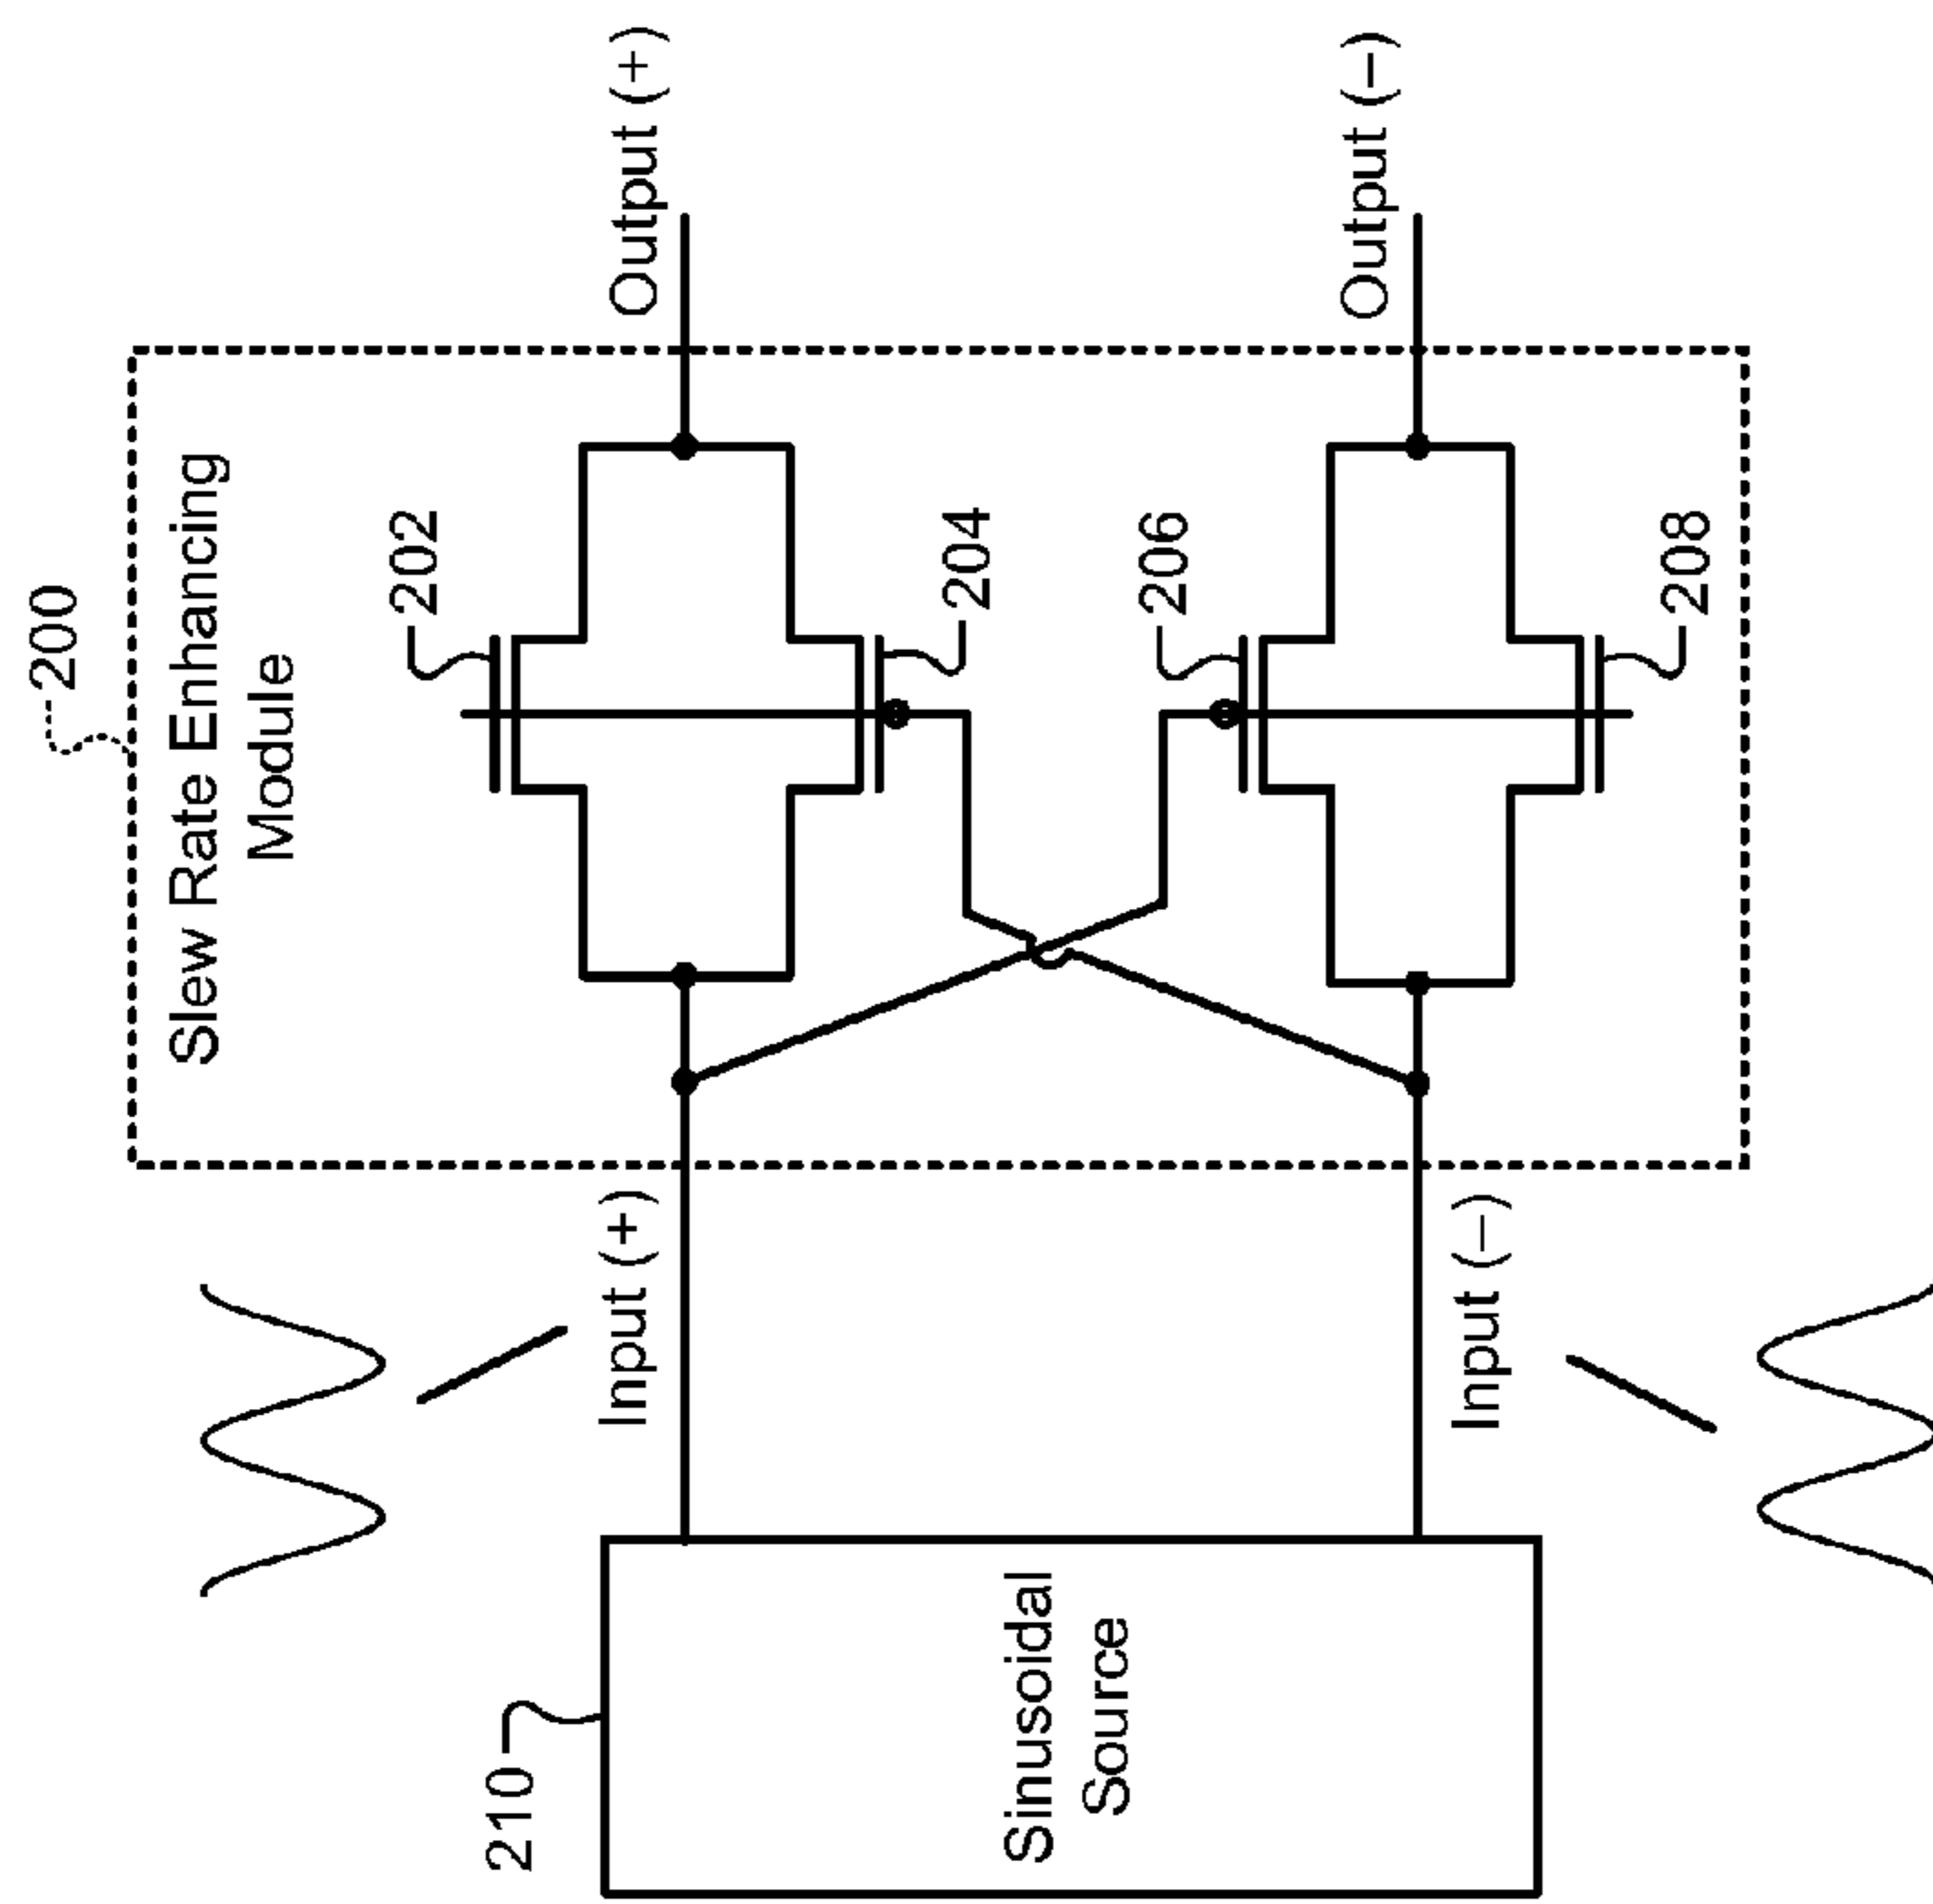 200
Slew Rate Enhancing
Module
202
204
206
208
Output (+)
Output (−)
Input (+)
Input (−)
210
Sinusoidal
Source